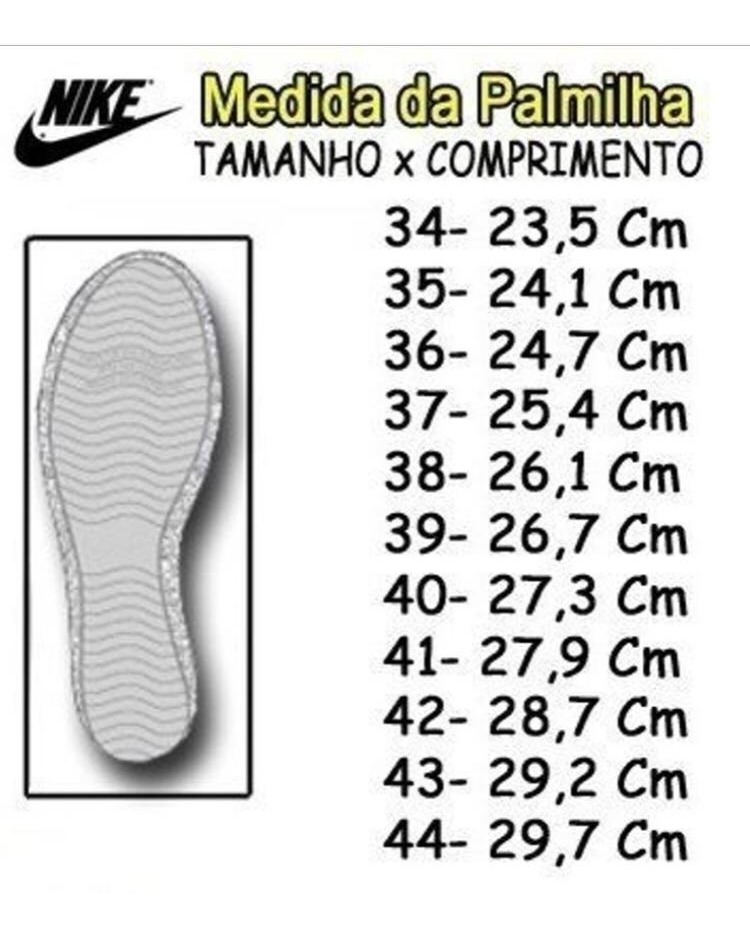 NIKE
Medida da Palmilha
TAMANHO x COMPRIMENTO
34- 23,5 Cm
35- 24,1 Cm
36- 24,7 Cm
37- 25,4 Cm
38- 26,1 Cm
39- 26,7 Cm
40- 27,3 Cm
41- 27,9 Cm
42- 28,7 Cm
43- 29,2 Cm
44- 29,7 Cm